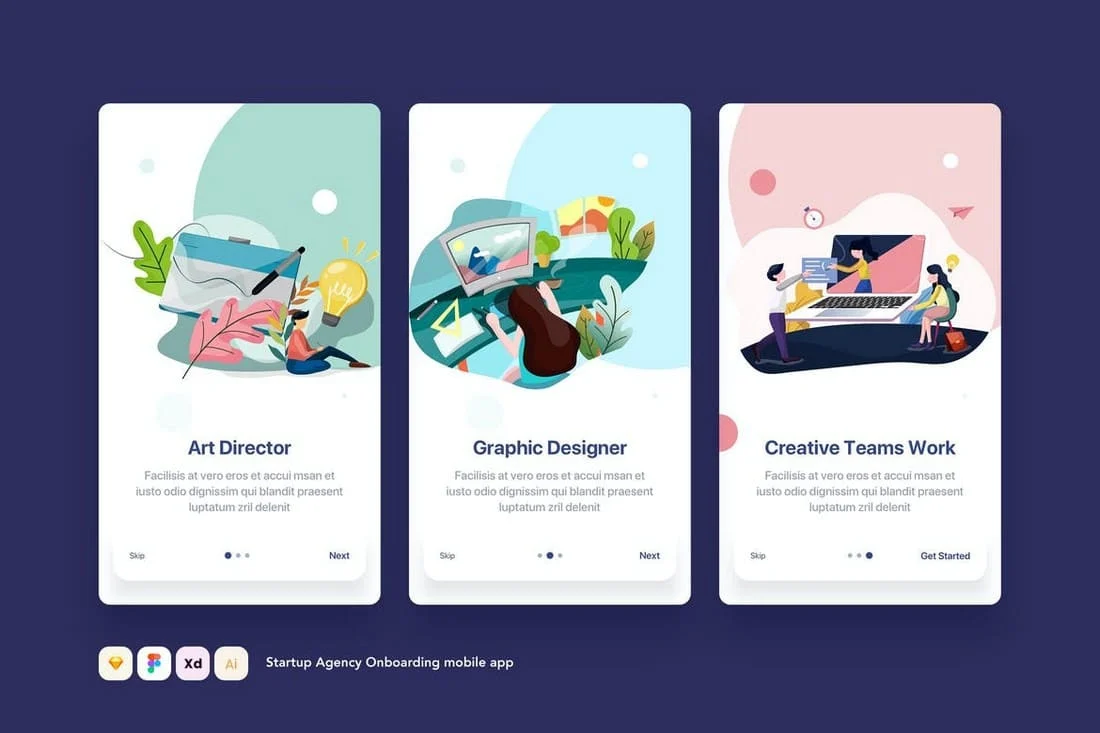 Art Director
Facilisis at vero eros et accui msan et
iusto odio dignissim qui blandit praesent
luptatum zril delenit
Skip
Next
Graphic Designer
Facilisis at vero eros et accui msan et
iusto odio dignissim qui blandit praesent
luptatum zril delenit
Skip
Next
Creative Teams Work
Facilisis at vero eros et accui msan et
iusto odio dignissim qui blandit praesent
luptatum zril delenit
Skip
Get Started
Xd
Ai
Startup Agency Onboarding mobile app